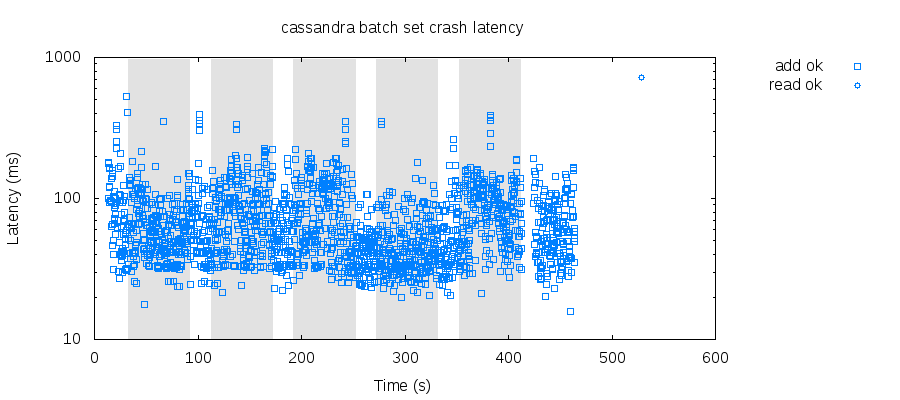 cassandra batch set crash latency
1000
100
10
Latency (ms)
0 100 200 300 400 500 600
Time (s)
add ok
read ok